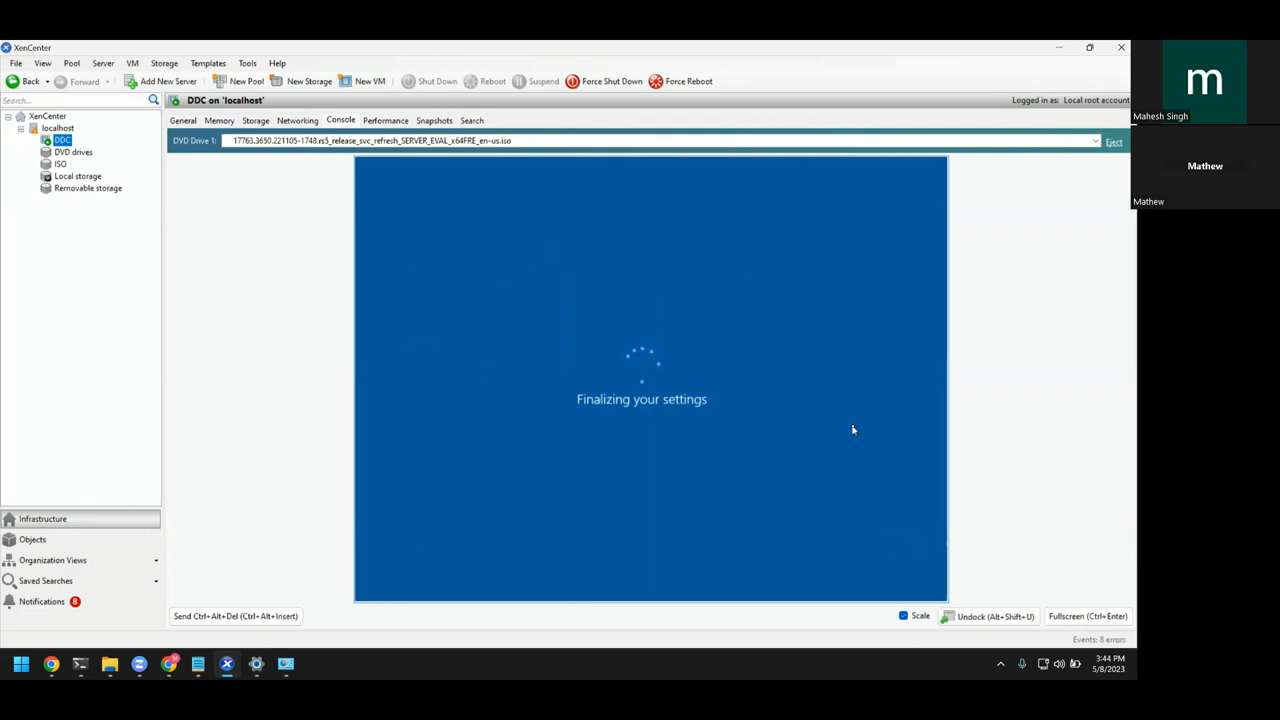 XenCenter
File View Pool Server VM Storage Templates Tools Help
Back Forward Add New Server New Pool New Storage New VM Shut Down Reboot Suspend Force Shut Down Force Reboot
Search...
DDC on 'localhost'
Logged in as: Local root account
XenCenter
localhost
DDC
DVD drives
ISO
Local storage
Removable storage
General Memory Storage Networking Console Performance Snapshots Search
DVD Drive 1: 17763.3650.221105-1748.rs5_release_svc_refresh_SERVER_EVAL_x64FRE_en-us.iso Eject
Finalizing your settings
Infrastructure
Objects
Organization Views
Saved Searches
Notifications 8
Send Ctrl+Alt+Del (Ctrl+Alt+Insert)
Scale
Undock (Alt+Shift+U)
Fullscreen (Ctrl+Enter)
Events: 8 errors
3:44 PM
5/8/2023
m
Mahesh Singh
Mathew
Mathew